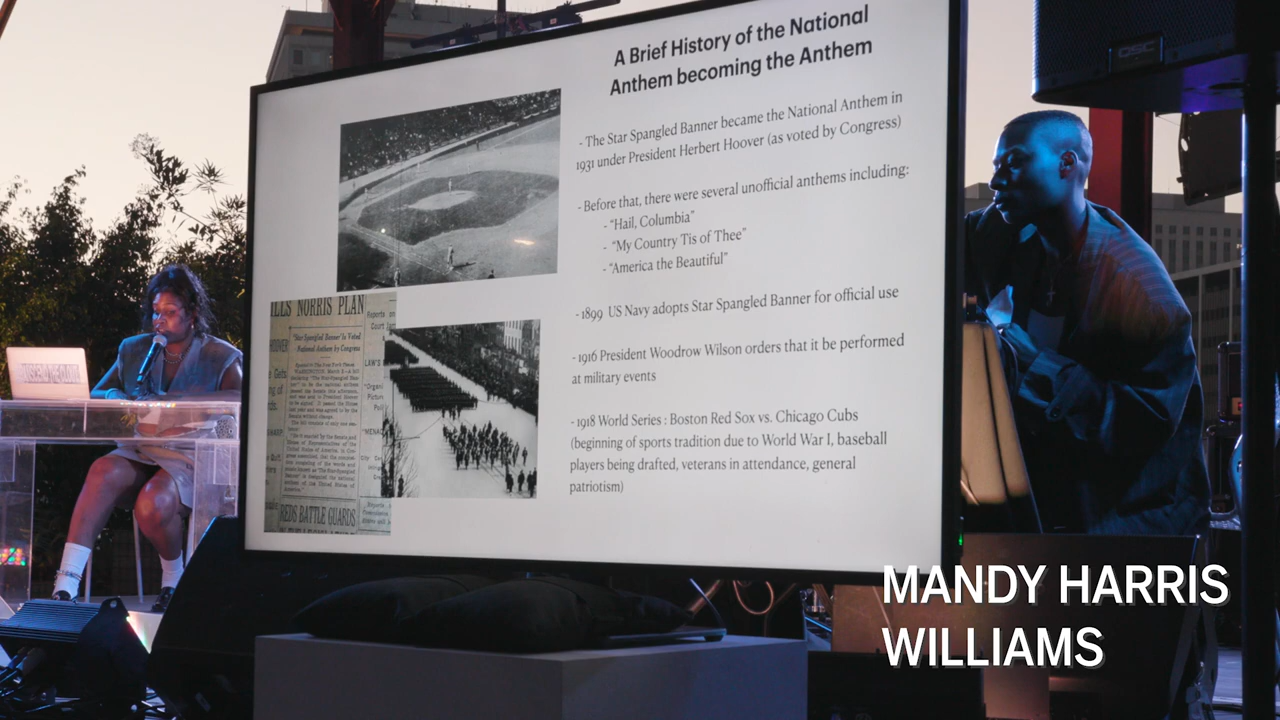 A Brief History of the National
Anthem becoming the Anthem
- The Star Spangled Banner became the National Anthem in
1931 under President Herbert Hoover (as voted by Congress)
- Before that, there were several unofficial anthems including:
- "Hail, Columbia"
- "My Country Tis of Thee"
- "America the Beautiful"
- 1899 US Navy adopts Star Spangled Banner for official use
- 1916 President Woodrow Wilson orders that it be performed
at military events
- 1918 World Series : Boston Red Sox vs. Chicago Cubs
(beginning of sports tradition due to World War I, baseball
players being drafted, veterans in attendance, general
patriotism)
ILLS NORRIS PLAN
"Star-Spangled Banner" Is Voted
National Anthem by Congress
REDS BATTLE GUARDS
QSC
MANDY HARRIS
WILLIAMS